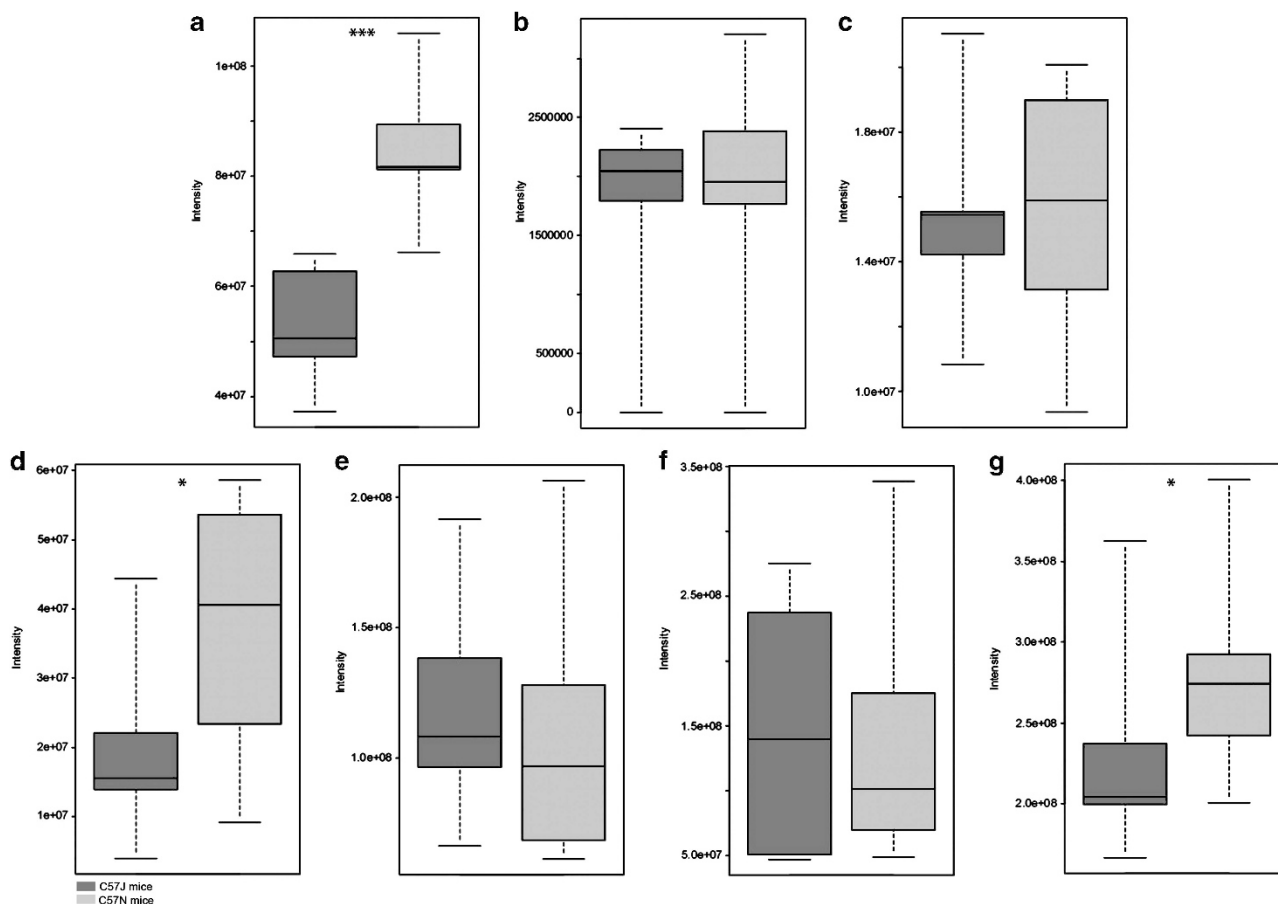 a
***
1e+08
8e+07
6e+07
4e+07
Intensity
b
2500000
1500000
500000
0
Intensity
c
1.8e+07
1.4e+07
1.0e+07
Intensity
d
*
6e+07
5e+07
4e+07
3e+07
2e+07
1e+07
Intensity
e
2.0e+08
1.5e+08
1.0e+08
Intensity
f
3.5e+08
2.5e+08
1.5e+08
5.0e+07
Intensity
g
*
4.0e+08
3.5e+08
3.0e+08
2.5e+08
2.0e+08
Intensity
C57J mice
C57N mice